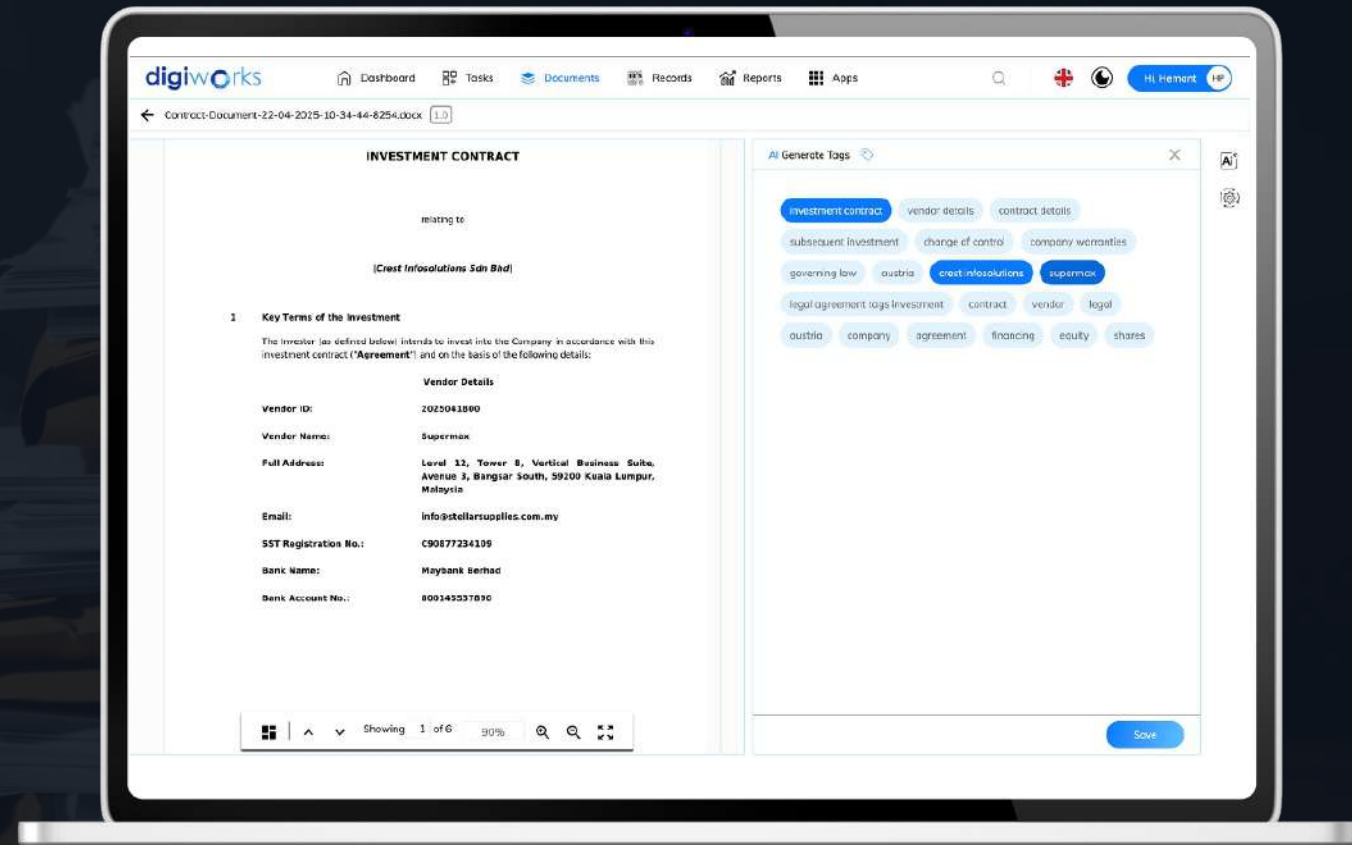 digiworks
Dashboard
Tasks
Documents
Records
Reports
Apps
Hi, Hemant
HP
Contract-Document-22-04-2025-10-34-44-8254.docx 1.0
INVESTMENT CONTRACT
relating to
[Crest Infosolutions Sdn Bhd]
1 Key Terms of the Investment
The Investor (as defined below) intends to invest into the Company in accordance with this
investment contract ("Agreement") and on the basis of the following details:
Vendor Details
Vendor ID: 2025041800
Vendor Name: Supermax
Full Address: Level 12, Tower B, Vertical Business Suite,
Avenue 3, Bangsar South, 59200 Kuala Lumpur,
Malaysia
Email: info@stellarsupplies.com.my
SST Registration No.: C90877234109
Bank Name: Maybank Berhad
Bank Account No.:
Showing 1 of 6 90%
AI Generate Tags
Ai
investment contract vendor details contract details
subsequent investment change of control company warranties
governing law austria crest infosolutions supermax
legal agreement tags investment contract vendor legal
austria company agreement financing equity shares
Save